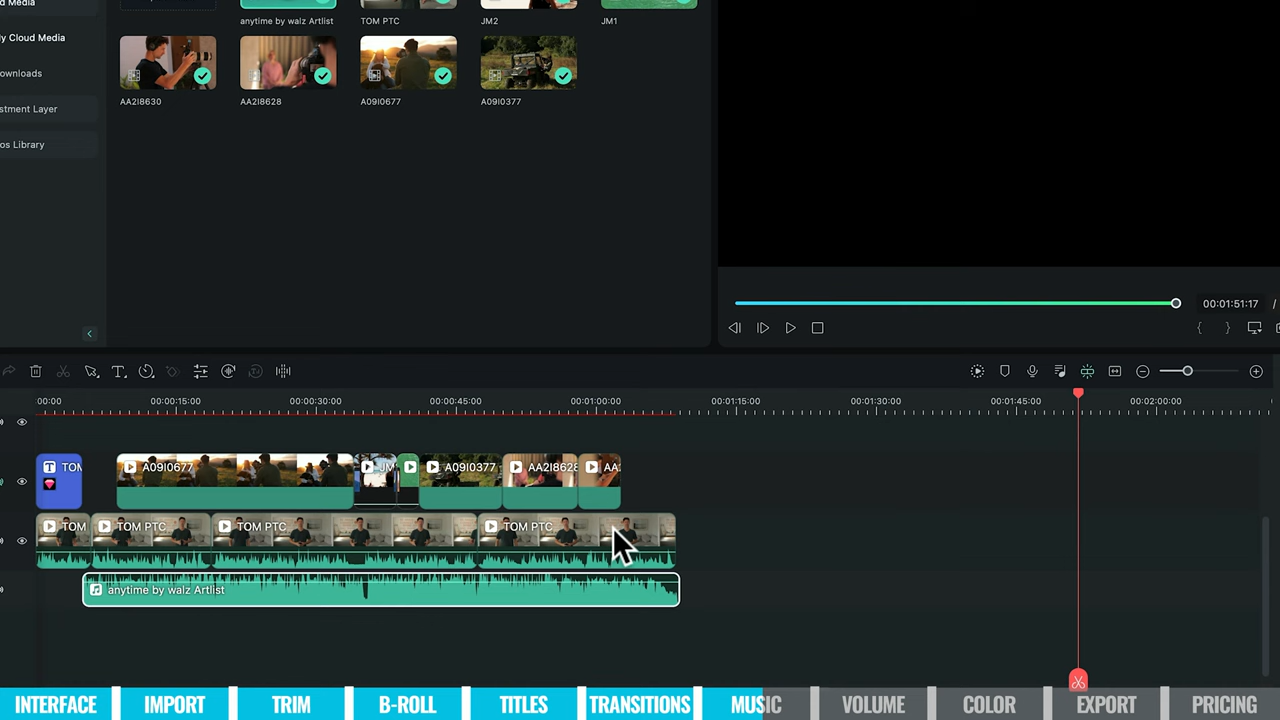 d Media
y Cloud Media
ownloads
stment Layer
os Library
anytime by walz Artlist
TOM PTC
JM2
JM1
AA2I8630
AA2I8628
A09I0677
A09I0377
00:01:51:17 /
00:00
00:00:15:00
00:00:30:00
00:00:45:00
00:01:00:00
00:01:15:00
00:01:30:00
00:01:45:00
00:02:00:00
TOM
A09I0677
JM
A09I0377
AA2I8628
AA2
TOM
TOM PTC
TOM PTC
TOM PTC
anytime by walz Artlist
INTERFACE
IMPORT
TRIM
B-ROLL
TITLES
TRANSITIONS
MUSIC
VOLUME
COLOR
EXPORT
PRICING